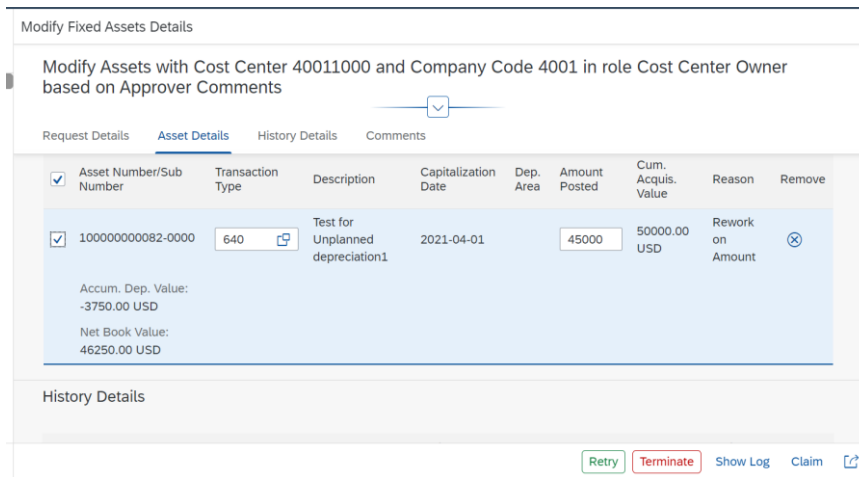 Modify Fixed Assets Details
Modify Assets with Cost Center 40011000 and Company Code 4001 in role Cost Center Owner
based on Approver Comments
Request Details Asset Details History Details Comments
Asset Number/Sub Number Transaction Type Description Capitalization Date Dep. Area Amount Posted Cum. Acquis. Value Reason Remove
100000000082-0000 640 Test for Unplanned depreciation1 2021-04-01 45000 50000.00 USD Rework on Amount
Accum. Dep. Value:
-3750.00 USD
Net Book Value:
46250.00 USD
History Details
Retry Terminate Show Log Claim